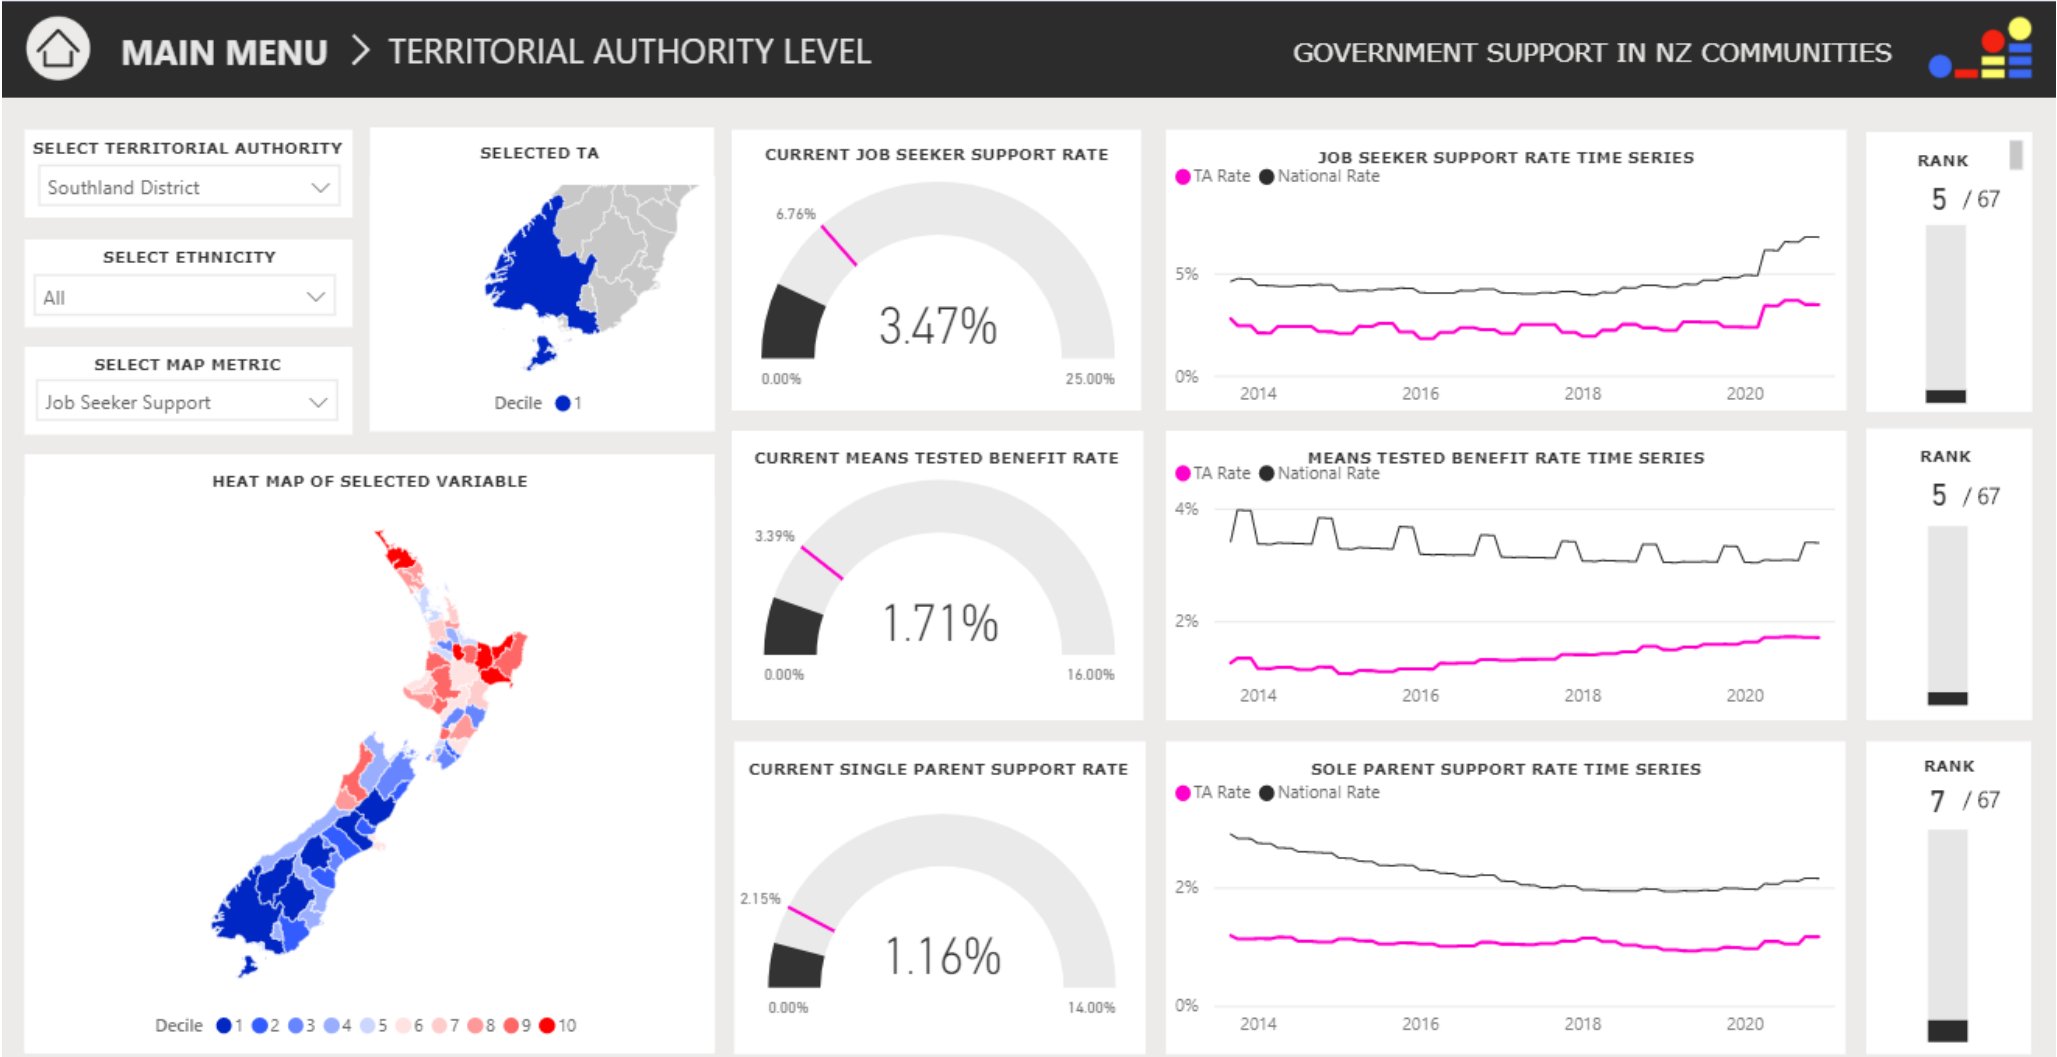 MAIN MENU > TERRITORIAL AUTHORITY LEVEL
GOVERNMENT SUPPORT IN NZ COMMUNITIES
SELECT TERRITORIAL AUTHORITY
Southland District
SELECT ETHNICITY
All
SELECT MAP METRIC
Job Seeker Support
SELECTED TA
Decile 1
HEAT MAP OF SELECTED VARIABLE
Decile 1 2 3 4 5 6 7 8 9 10
CURRENT JOB SEEKER SUPPORT RATE
6.76%
3.47%
0.00% 25.00%
JOB SEEKER SUPPORT RATE TIME SERIES
TA Rate National Rate
5%
0%
2014 2016 2018 2020
RANK
5 / 67
CURRENT MEANS TESTED BENEFIT RATE
3.39%
1.71%
0.00% 16.00%
MEANS TESTED BENEFIT RATE TIME SERIES
TA Rate National Rate
4%
2%
2014 2016 2018 2020
RANK
5 / 67
CURRENT SINGLE PARENT SUPPORT RATE
2.15%
1.16%
0.00% 14.00%
SOLE PARENT SUPPORT RATE TIME SERIES
TA Rate National Rate
2%
0%
2014 2016 2018 2020
RANK
7 / 67